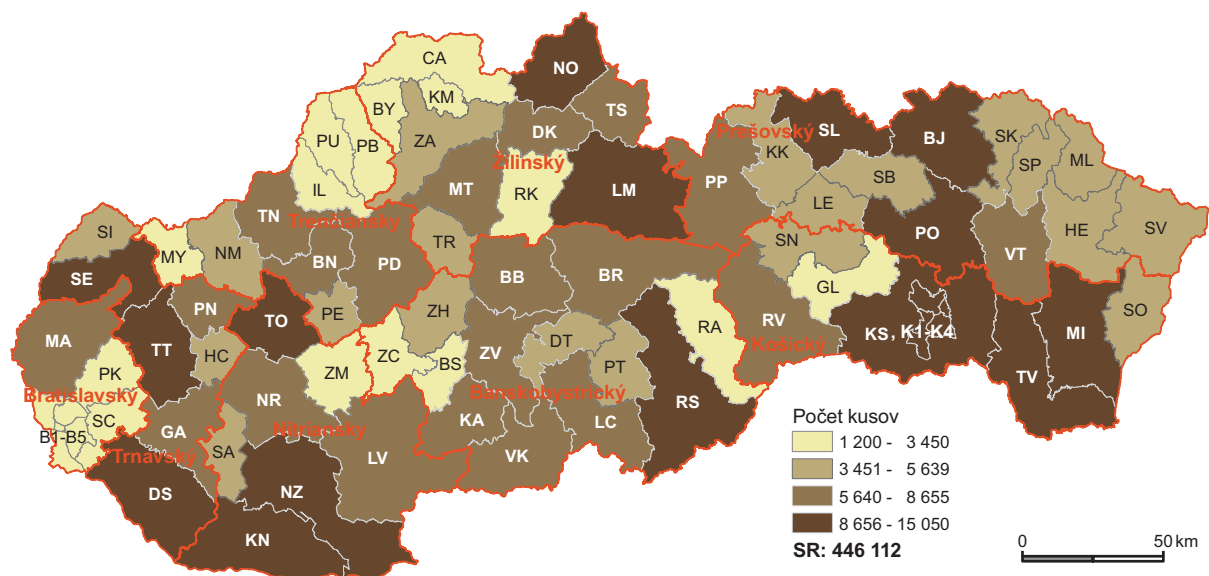 CA
NO
KM
BY
TS
PU
PB
ZA
DK
Prešovský
SL
BJ
SK
SP
ML
KK
Žilinský
IL
MT
RK
LM
PP
SB
LE
HE
SV
TN
Trenčiansky
SI
MY
NM
TR
SN
PO
VT
BN
PD
SE
BB
BR
GL
PN
TO
PE
ZH
RV
KS, K1-K4
MI
SO
MA
TT
HC
ZC
BS
ZV
DT
RA
Košický
PK
Bratislavský
ZM
PT
TV
NR
Banskobystrický
RS
SC
B1-B5
GA
Nitriansky
KA
LC
Trnavský
SA
LV
VK
DS
NZ
KN
Počet kusov
1 200 - 3 450
3 451 - 5 639
5 640 - 8 655
8 656 - 15 050
SR: 446 112
0 50 km